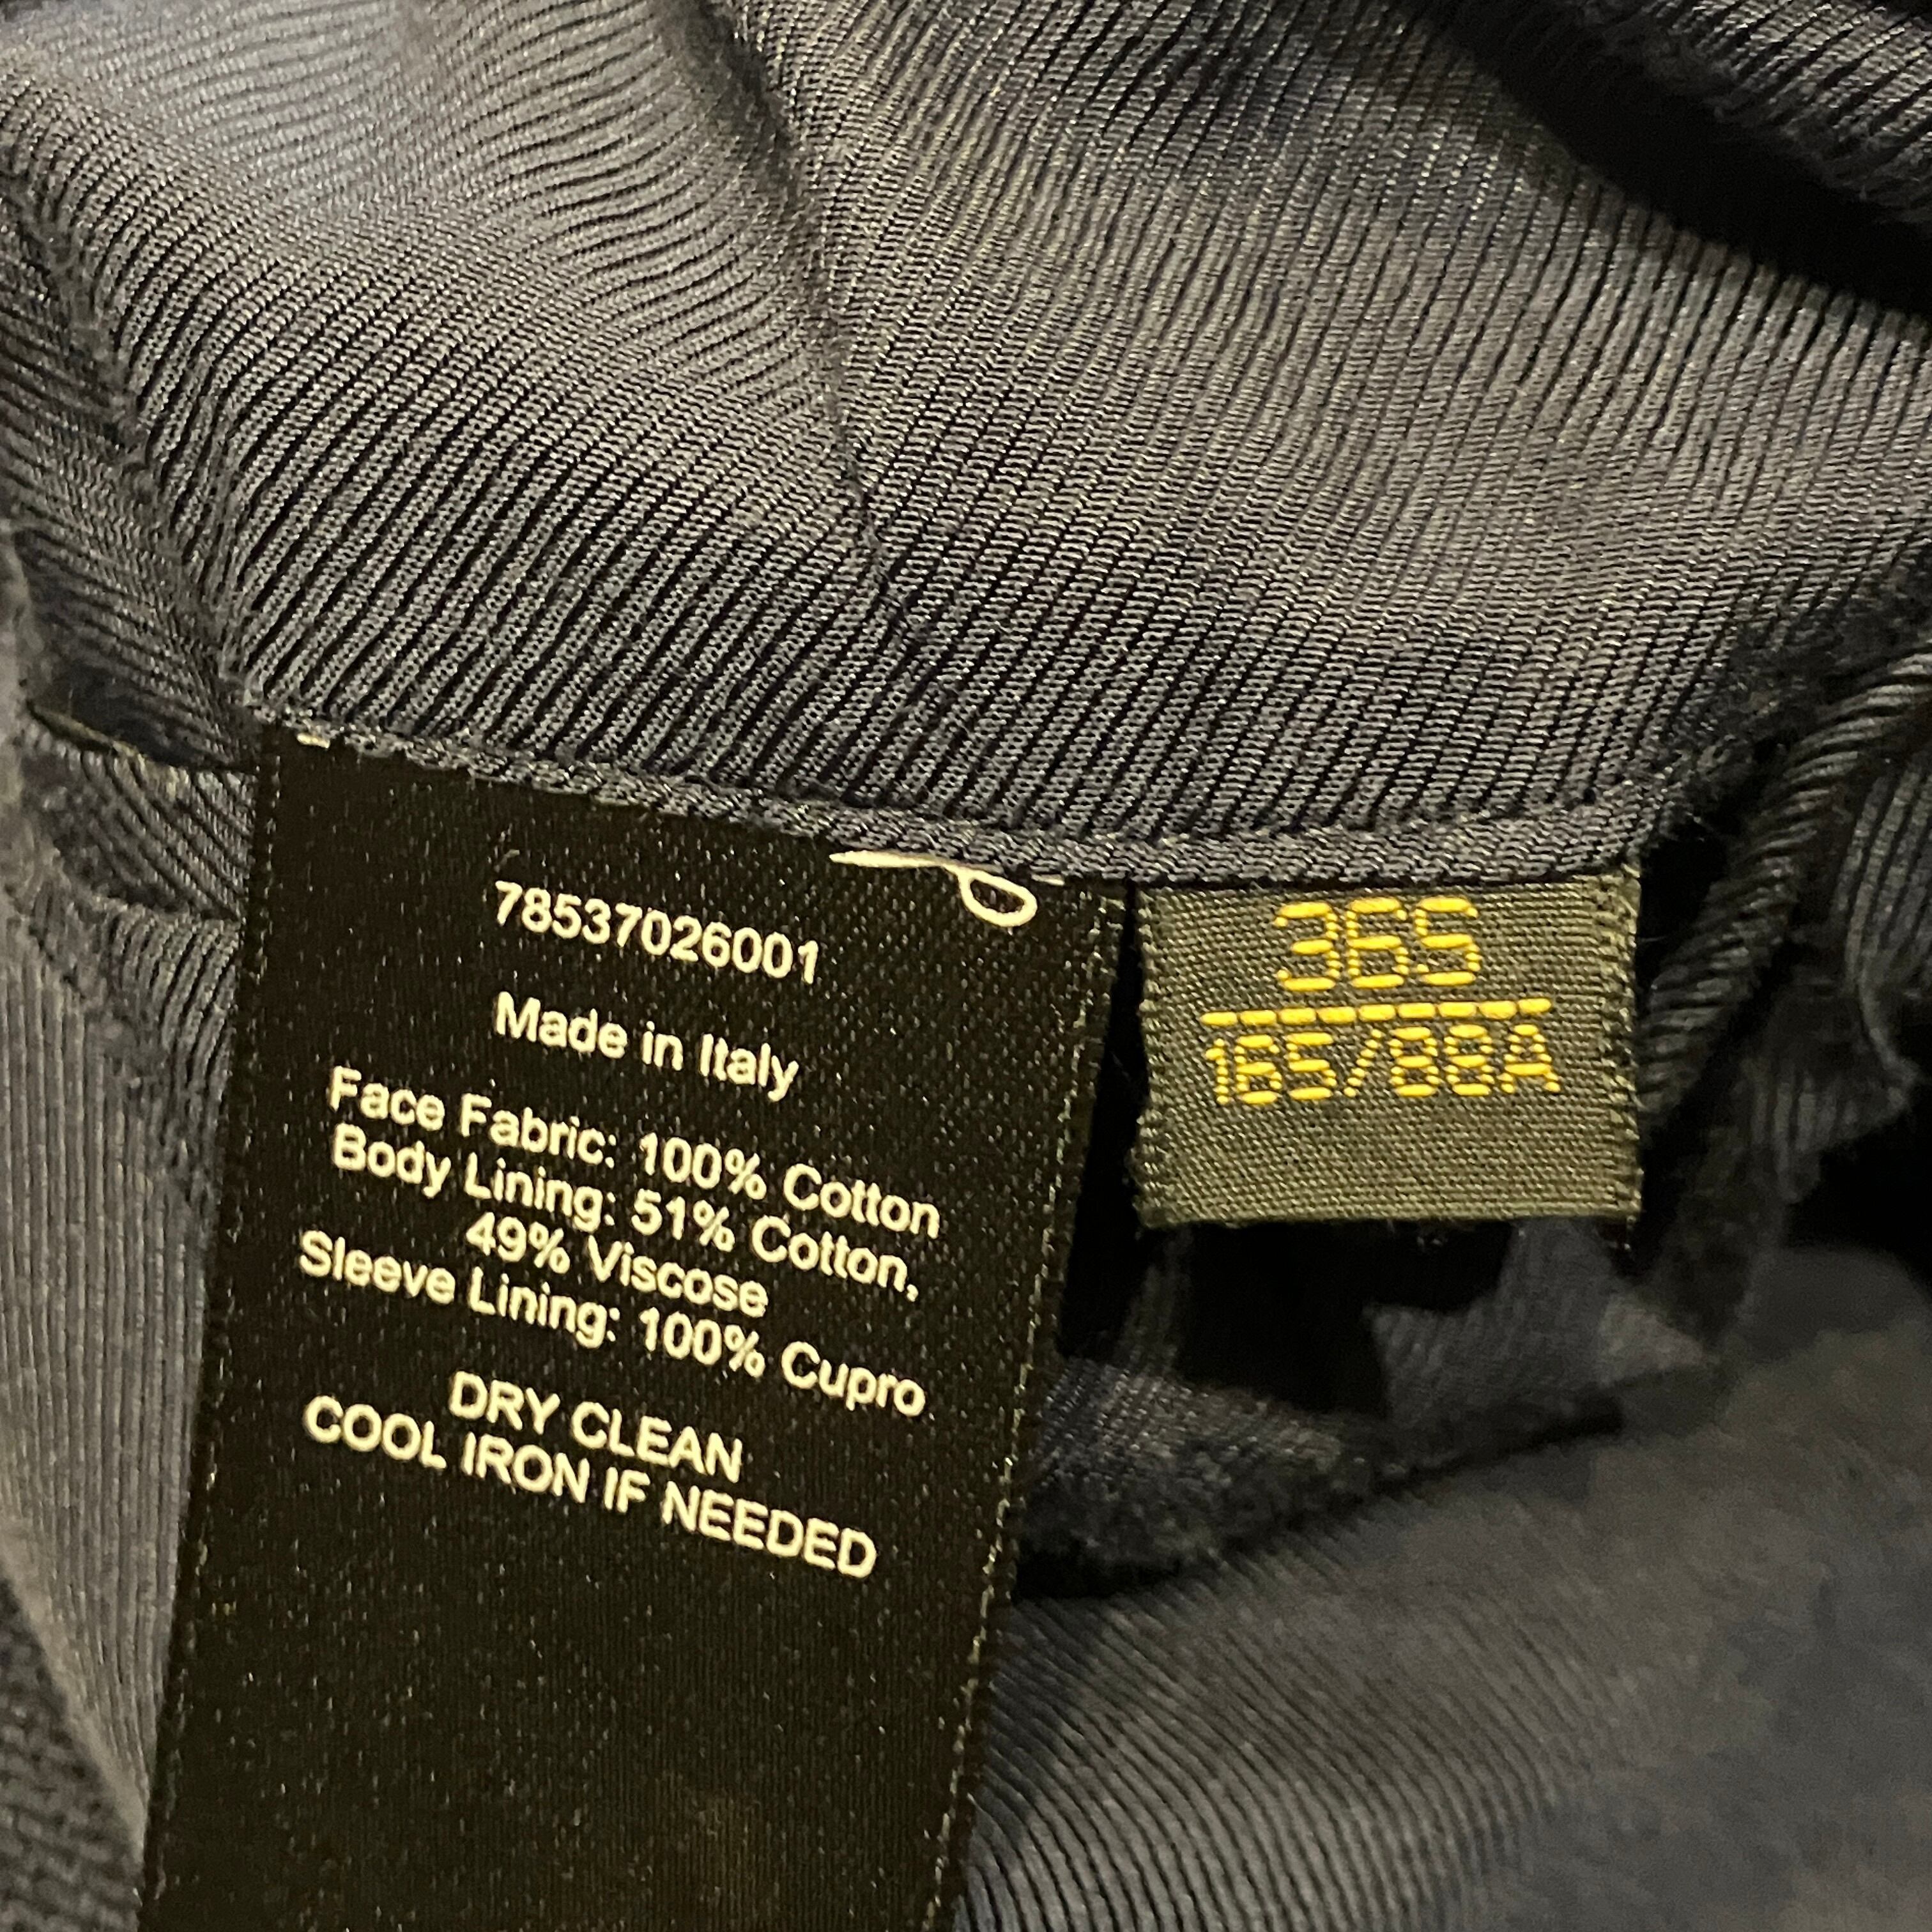 78537026001
Made in Italy
Face Fabric: 100% Cotton
Body Lining: 51% Cotton,
49% Viscose
Sleeve Lining: 100% Cupro
DRY CLEAN
COOL IRON IF NEEDED
36S
165/88A